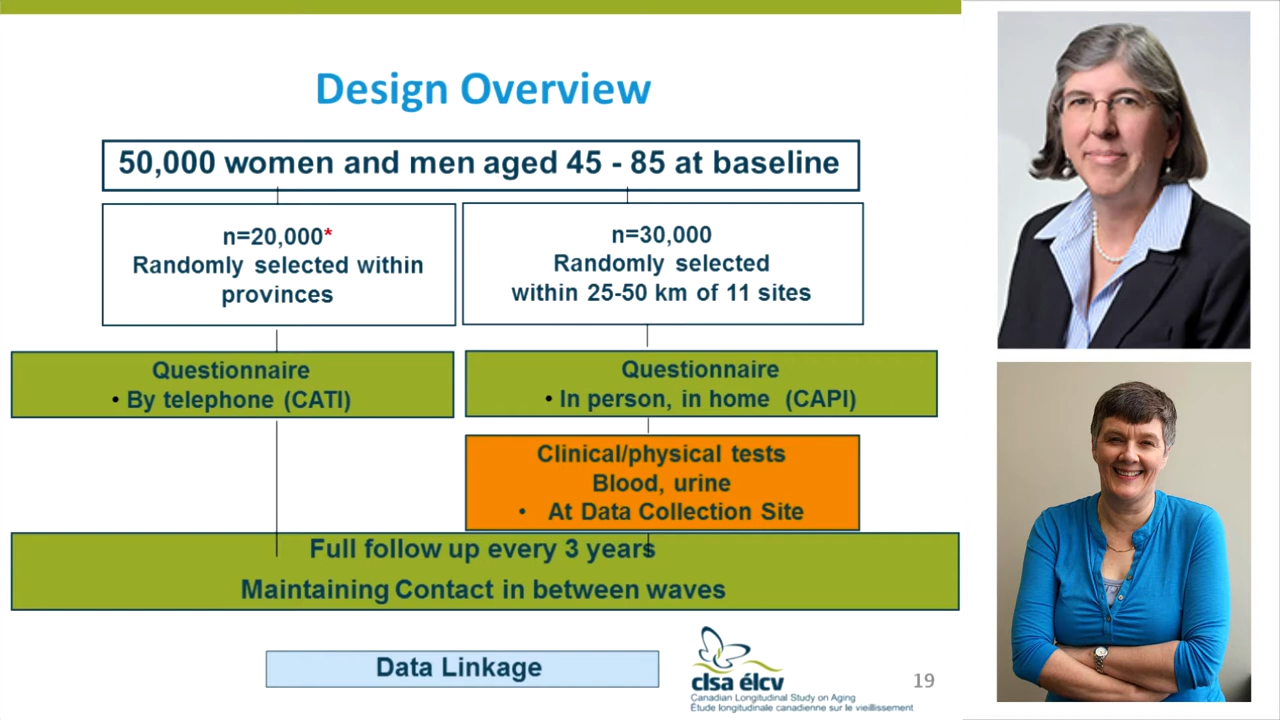 Design Overview
50,000 women and men aged 45 - 85 at baseline
n=20,000*
Randomly selected within
provinces
n=30,000
Randomly selected
within 25-50 km of 11 sites
Questionnaire
• By telephone (CATI)
Questionnaire
• In person, in home (CAPI)
Clinical/physical tests
Blood, urine
• At Data Collection Site
Full follow up every 3 years
Maintaining Contact in between waves
Data Linkage
clsa élcv
Canadian Longitudinal Study on Aging
Étude longitudinale canadienne sur le vieillissement
19